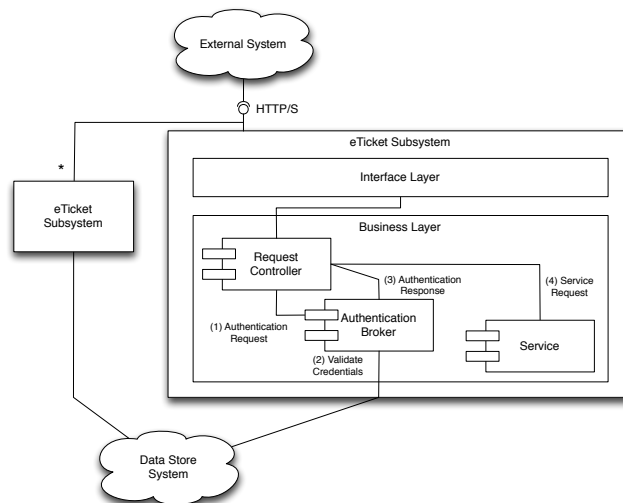 External System
HTTP/S
eTicket Subsystem
Interface Layer
*
eTicket
Subsystem
Business Layer
Request
Controller
(3) Authentication
Response
(4) Service
Request
(1) Authentication
Request
Authentication
Broker
Service
(2) Validate
Credentials
Data Store
System